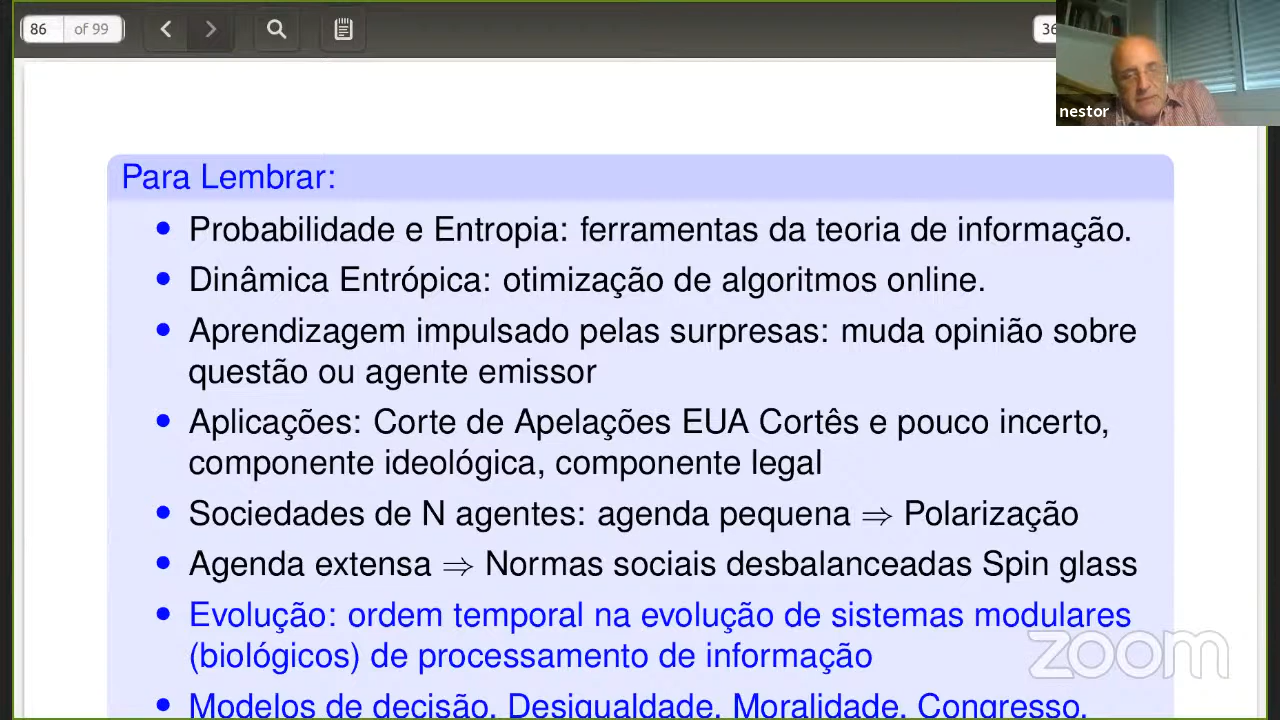 86 of 99
36
nestor
Para Lembrar:
• Probabilidade e Entropia: ferramentas da teoria de informação.
• Dinâmica Entrópica: otimização de algoritmos online.
• Aprendizagem impulsado pelas surpresas: muda opinião sobre
questão ou agente emissor
• Aplicações: Corte de Apelações EUA Cortês e pouco incerto,
componente ideológica, componente legal
• Sociedades de N agentes: agenda pequena ⇒ Polarização
• Agenda extensa ⇒ Normas sociais desbalanceadas Spin glass
• Evolução: ordem temporal na evolução de sistemas modulares
(biológicos) de processamento de informação
zoom
• Modelos de decisão, Desigualdade, Moralidade, Congresso,